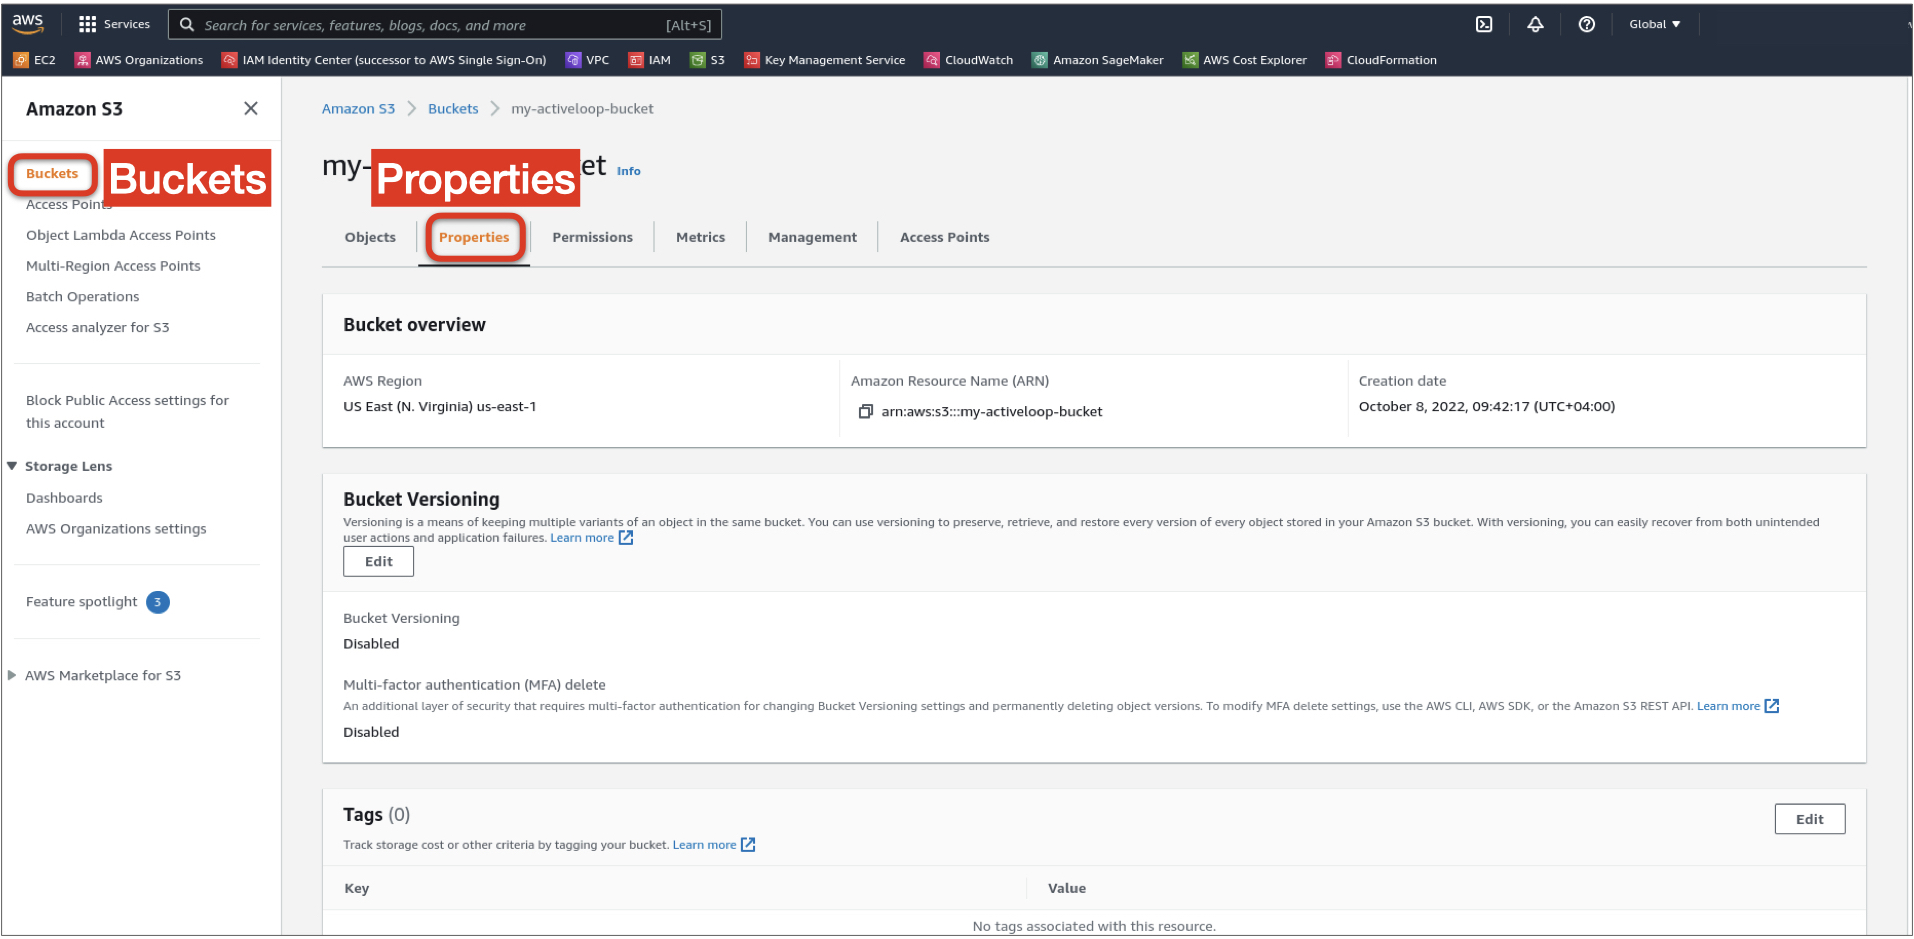 aws Services Search for services, features, blogs, docs, and more [Alt+S] Global
EC2 AWS Organizations IAM Identity Center (successor to AWS Single Sign-On) VPC IAM S3 Key Management Service CloudWatch Amazon SageMaker AWS Cost Explorer CloudFormation
Amazon S3
Buckets
Buckets
Access Points
Object Lambda Access Points
Multi-Region Access Points
Batch Operations
Access analyzer for S3
Block Public Access settings for
this account
Storage Lens
Dashboards
AWS Organizations settings
Feature spotlight 3
AWS Marketplace for S3
Amazon S3 Buckets my-activeloop-bucket
my- Properties et Info
Objects Properties Permissions Metrics Management Access Points
Bucket overview
AWS Region
US East (N. Virginia) us-east-1
Amazon Resource Name (ARN)
arn:aws:s3:::my-activeloop-bucket
Creation date
October 8, 2022, 09:42:17 (UTC+04:00)
Bucket Versioning
Versioning is a means of keeping multiple variants of an object in the same bucket. You can use versioning to preserve, retrieve, and restore every version of every object stored in your Amazon S3 bucket. With versioning, you can easily recover from both unintended
user actions and application failures. Learn more
Edit
Bucket Versioning
Disabled
Multi-factor authentication (MFA) delete
An additional layer of security that requires multi-factor authentication for changing Bucket Versioning settings and permanently deleting object versions. To modify MFA delete settings, use the AWS CLI, AWS SDK, or the Amazon S3 REST API. Learn more
Disabled
Tags (0)
Edit
Track storage cost or other criteria by tagging your bucket. Learn more
Key Value
No tags associated with this resource.